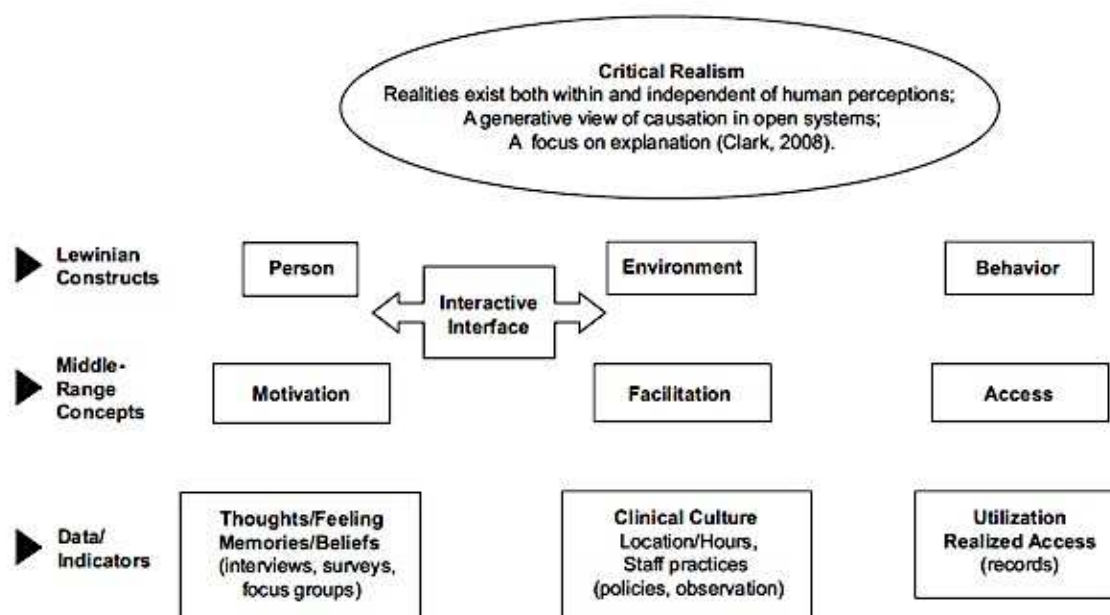 Critical Realism
Realities exist both within and independent of human perceptions;
A generative view of causation in open systems;
A focus on explanation (Clark, 2008).
Lewinian
Constructs
Person
Interactive
Interface
Environment
Behavior
Middle-
Range
Concepts
Motivation
Facilitation
Access
Data/
Indicators
Thoughts/Feeling
Memories/Beliefs
(interviews, surveys,
focus groups)
Clinical Culture
Location/Hours,
Staff practices
(policies, observation)
Utilization
Realized Access
(records)